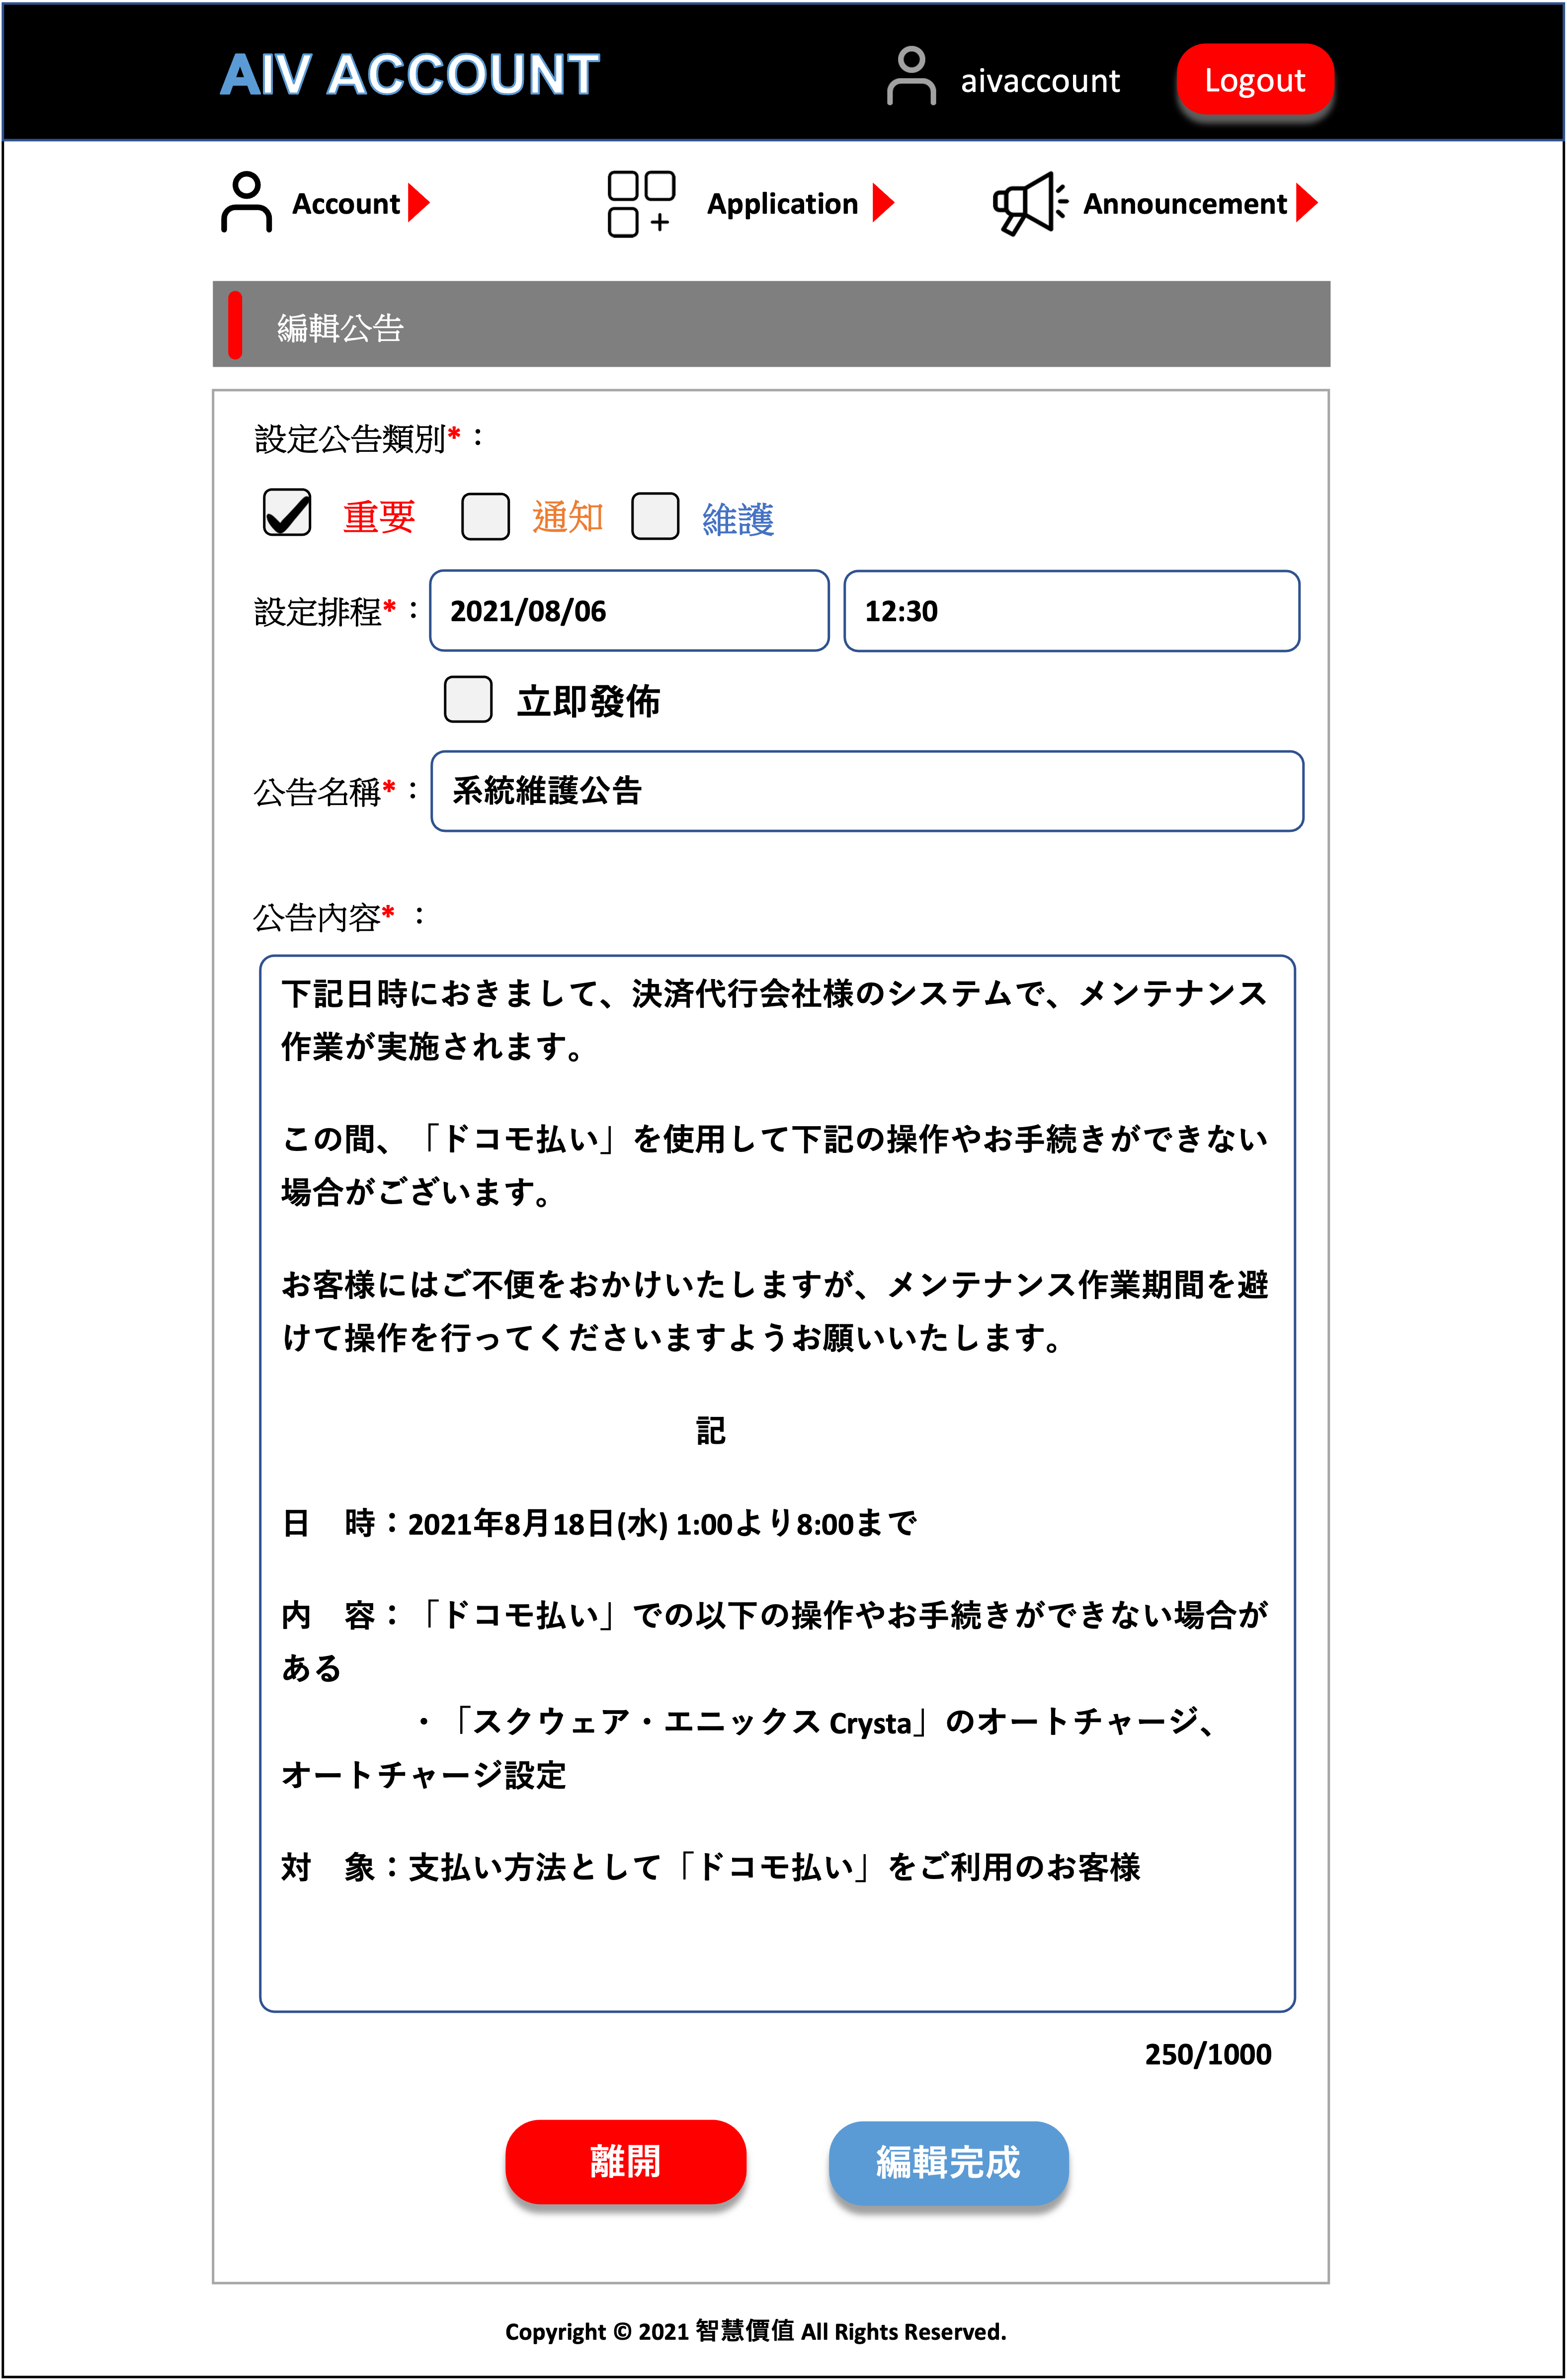 AIV ACCOUNT
aivaccount
Logout
Account
Application
Announcement
編輯公告
設定公告類別*：
重要
通知
維護
設定排程*：
2021/08/06
12:30
立即發佈
公告名稱*：
系統維護公告
公告內容*：
下記日時におきまして、決済代行会社様のシステムで、メンテナンス
作業が実施されます。
この間、「ドコモ払い」を使用して下記の操作やお手続きができない
場合がございます。
お客様にはご不便をおかけいたしますが、メンテナンス作業期間を避
けて操作を行ってくださいますようお願いいたします。
記
日　時：2021年8月18日(水) 1:00より8:00まで
内　容：「ドコモ払い」での以下の操作やお手続きができない場合が
ある
・「スクウェア・エニックス Crysta」のオートチャージ、
オートチャージ設定
対　象：支払い方法として「ドコモ払い」をご利用のお客様
250/1000
離開
編輯完成
Copyright © 2021 智慧價值 All Rights Reserved.